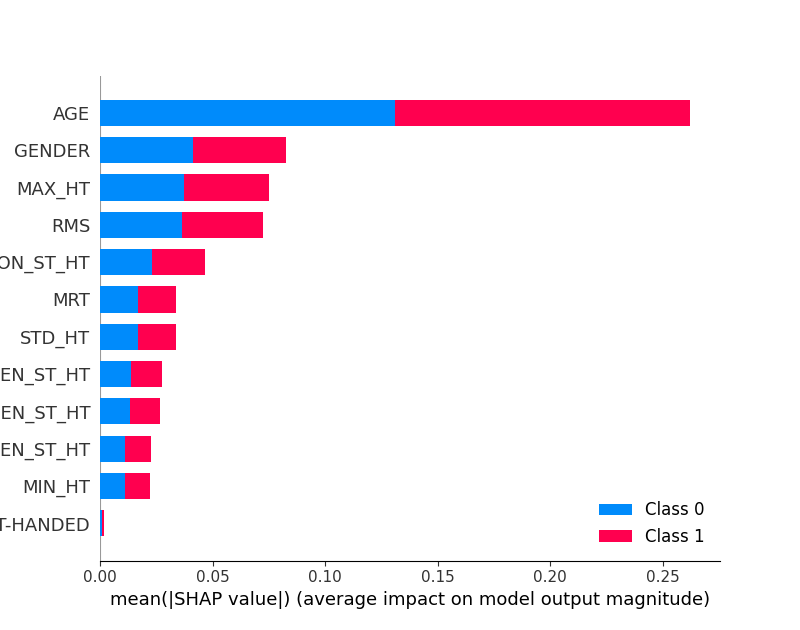 AGE
GENDER
MAX_HT
RMS
ON_ST_HT
MRT
STD_HT
EN_ST_HT
EN_ST_HT
EN_ST_HT
MIN_HT
T-HANDED
Class 0
Class 1
0.00 0.05 0.10 0.15 0.20 0.25
mean(|SHAP value|) (average impact on model output magnitude)